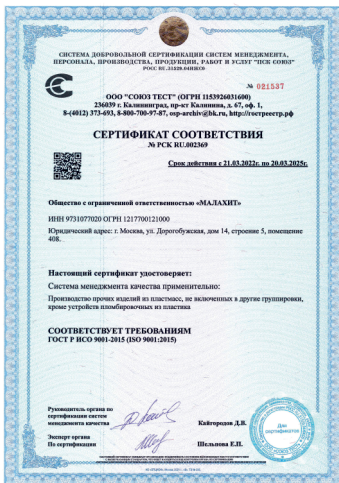 СИСТЕМА ДОБРОВОЛЬНОЙ СЕРТИФИКАЦИИ СИСТЕМ МЕНЕДЖМЕНТА,
ПЕРСОНАЛА, ПРОИЗВОДСТВА, ПРОДУКЦИИ, РАБОТ И УСЛУГ "ПСК СОЮЗ"
№ 021537
ООО "СОЮЗ ТЕСТ" (ОГРН 1153926031600)
236039 г. Калининград, пр-кт Калинина, д. 67, оф. 1,
8-(4012) 373-693, 8-800-700-97-87, osp-archiv@bk.ru, http://гостреестр.рф
СЕРТИФИКАТ СООТВЕТСТВИЯ
№ РСК RU.002369
Срок действия с 21.03.2022г. по 20.03.2025г.
Общество с ограниченной ответственностью «МАЛАХИТ»
ИНН 9731077020 ОГРН 1217700121000
Юридический адрес: г. Москва, ул. Дорогобужская, дом 14, строение 5, помещение
408.
Настоящий сертификат удостоверяет:
Система менеджмента качества применительно:
Производство прочих изделий из пластмасс, не включенных в другие группировки,
кроме устройств пломбировочных из пластика
СООТВЕТСТВУЕТ ТРЕБОВАНИЯМ
ГОСТ Р ИСО 9001-2015 (ISO 9001:2015)
Руководитель органа по
сертификации систем
менеджмента качества
Кайгородов Д.В.
Эксперт органа
По сертификации
Шельпова Е.П.
Для
сертификатов